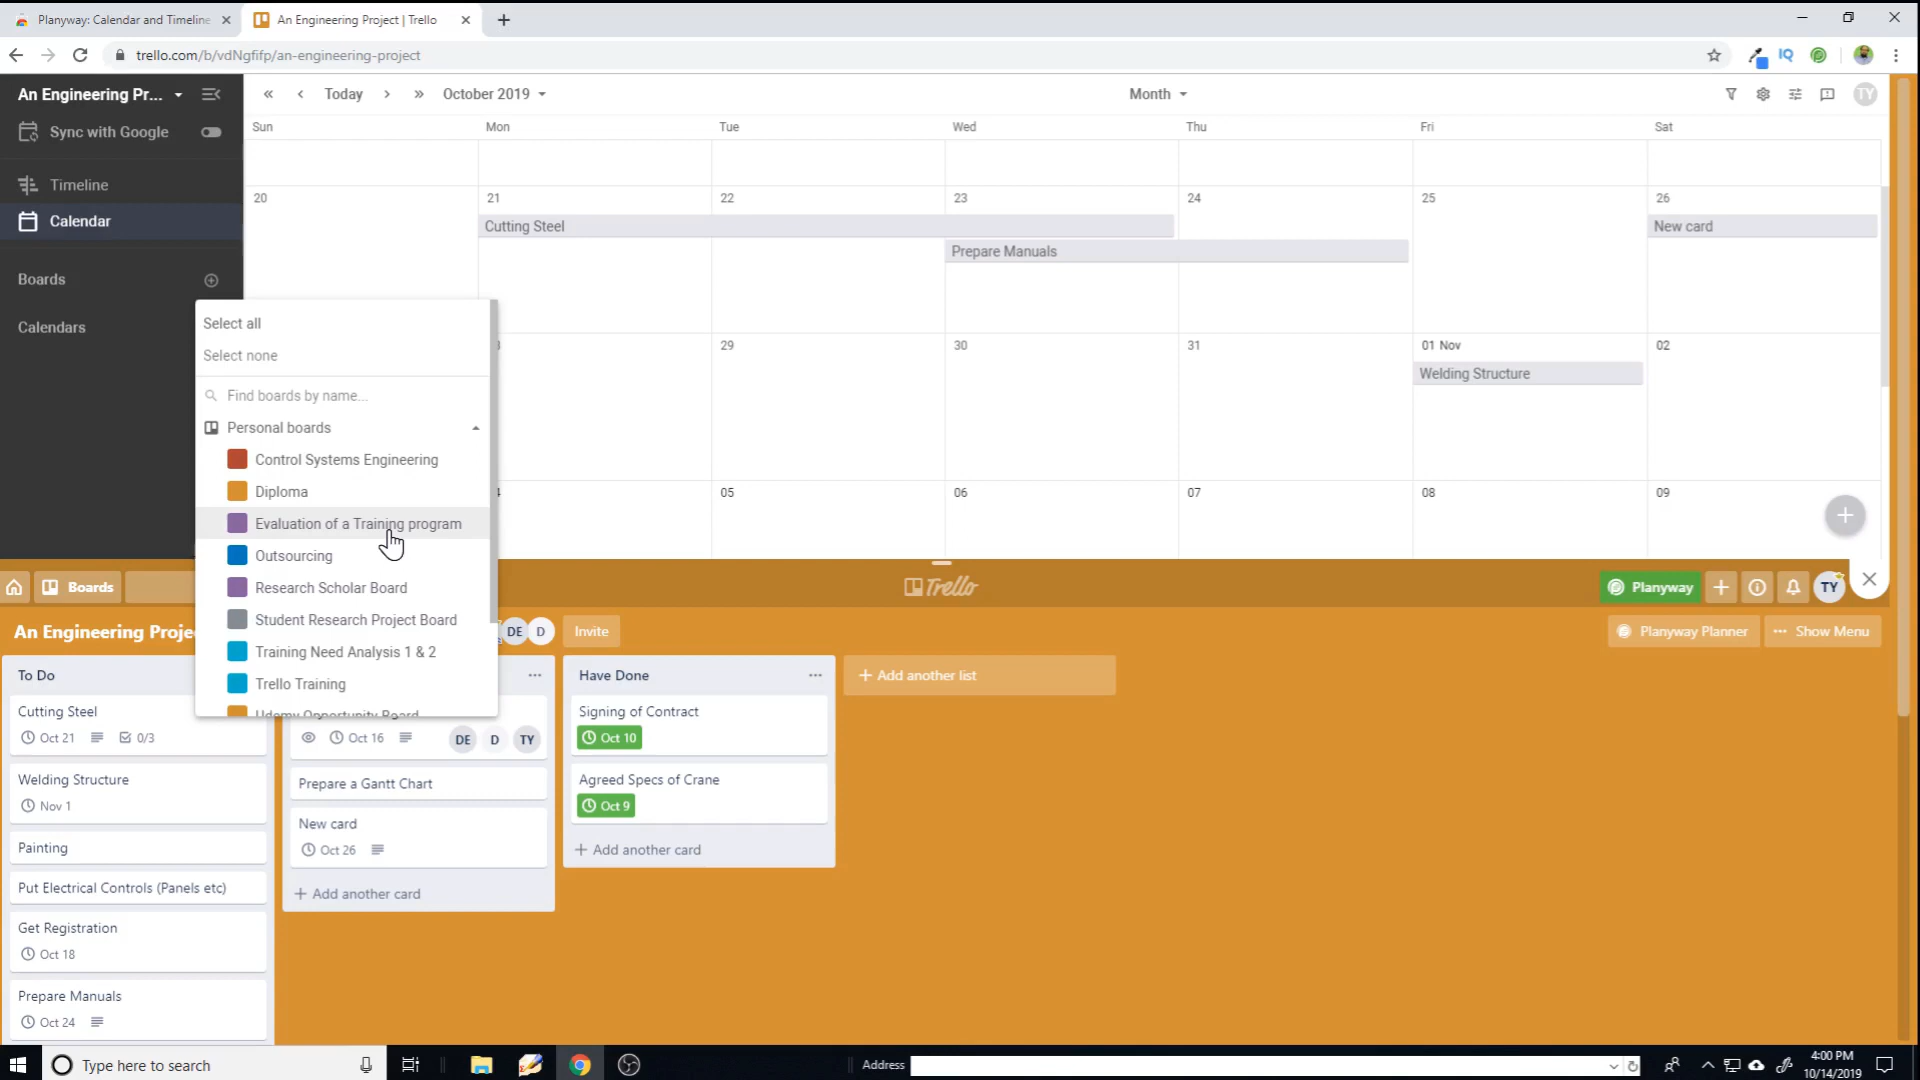 Planyway: Calendar and Timeline
An Engineering Project | Trello
trello.com/b/vdNgfifp/an-engineering-project
IQ
An Engineering Pr...
Today
October 2019
Month
TY
Sync with Google
Sun
Mon
Tue
Wed
Thu
Fri
Sat
Timeline
Calendar
20
21
22
23
24
25
26
Cutting Steel
New card
Prepare Manuals
Boards
Calendars
29
30
31
01 Nov
02
Welding Structure
05
06
07
08
09
Select all
Select none
Find boards by name...
Personal boards
Control Systems Engineering
Diploma
Evaluation of a Training program
Outsourcing
Research Scholar Board
Student Research Project Board
Training Need Analysis 1 & 2
Trello Training
Udemy Opportunity Board
Boards
Trello
Planyway
TY
An Engineering Projec
DE
D
Invite
Planyway Planner
Show Menu
To Do
Cutting Steel
Oct 21
0/3
Welding Structure
Nov 1
Painting
Put Electrical Controls (Panels etc)
Get Registration
Oct 18
Prepare Manuals
Oct 24
Oct 16
DE
D
TY
Prepare a Gantt Chart
New card
Oct 26
+ Add another card
Have Done
Signing of Contract
Oct 10
Agreed Specs of Crane
Oct 9
+ Add another card
+ Add another list
Type here to search
Address
4:00 PM
10/14/2019